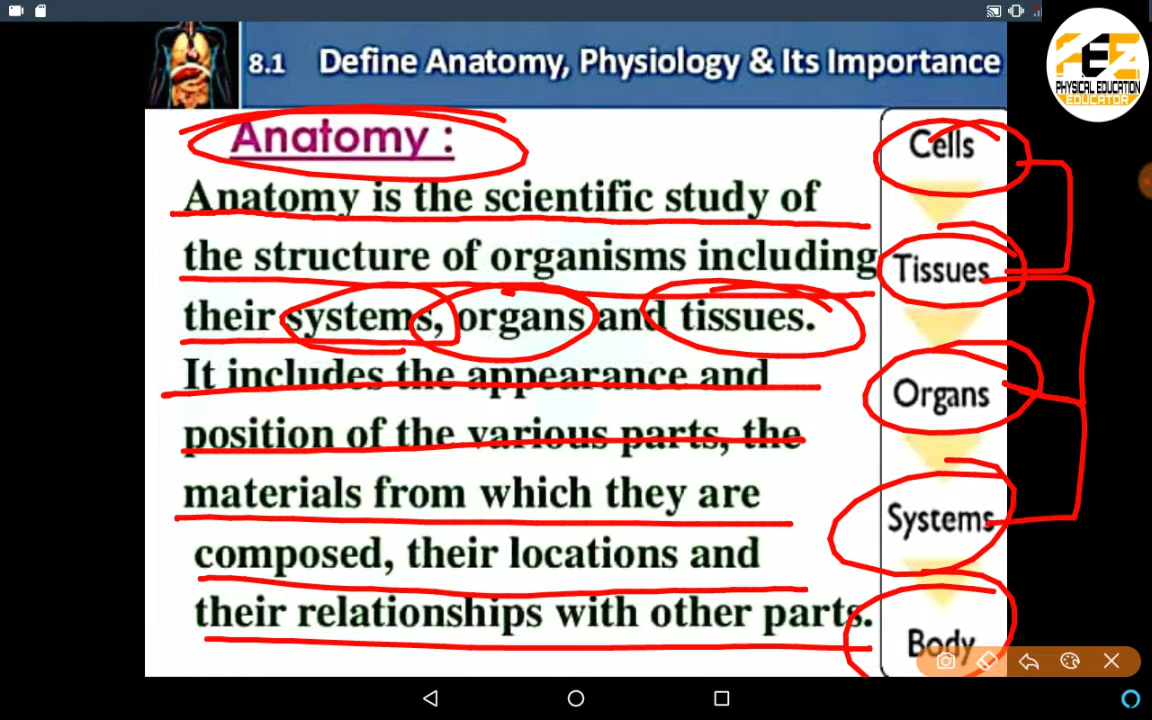 8.1 Define Anatomy, Physiology & Its Importance
PHYSICAL EDUCATION
EDUCATOR
Anatomy :
Anatomy is the scientific study of
the structure of organisms including
their systems, organs and tissues.
It includes the appearance and
position of the various parts, the
materials from which they are
composed, their locations and
their relationships with other parts.
Cells
Tissues
Organs
Systems
Body